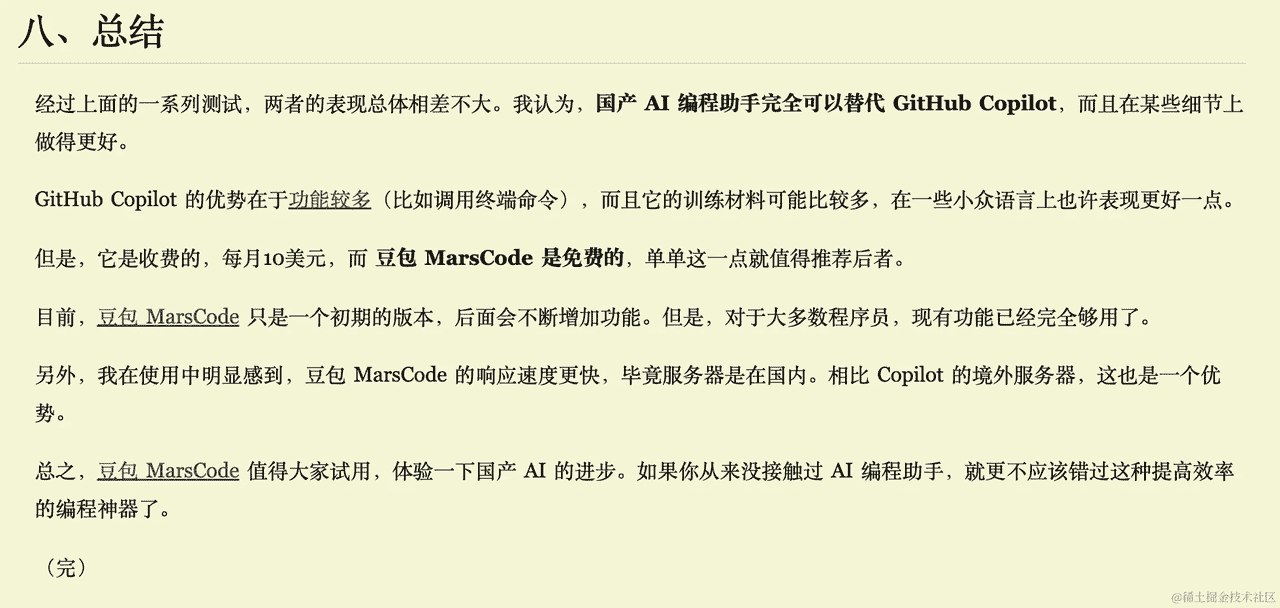 八、总结
经过上面的一系列测试，两者的表现总体相差不大。我认为，国产 AI 编程助手完全可以替代 GitHub Copilot，而且在某些细节上
做得更好。
GitHub Copilot 的优势在于功能较多（比如调用终端命令），而且它的训练材料可能比较多，在一些小众语言上也许表现更好一点。
但是，它是收费的，每月10美元，而 豆包 MarsCode 是免费的，单单这一点就值得推荐后者。
目前，豆包 MarsCode 只是一个初期的版本，后面会不断增加功能。但是，对于大多数程序员，现有功能已经完全够用了。
另外，我在使用中明显感到，豆包 MarsCode 的响应速度更快，毕竟服务器是在国内。相比 Copilot 的境外服务器，这也是一个优
势。
总之，豆包 MarsCode 值得大家试用，体验一下国产 AI 的进步。如果你从来没接触过 AI 编程助手，就更不应该错过这种提高效率
的编程神器了。
（完）
@稀土掘金技术社区